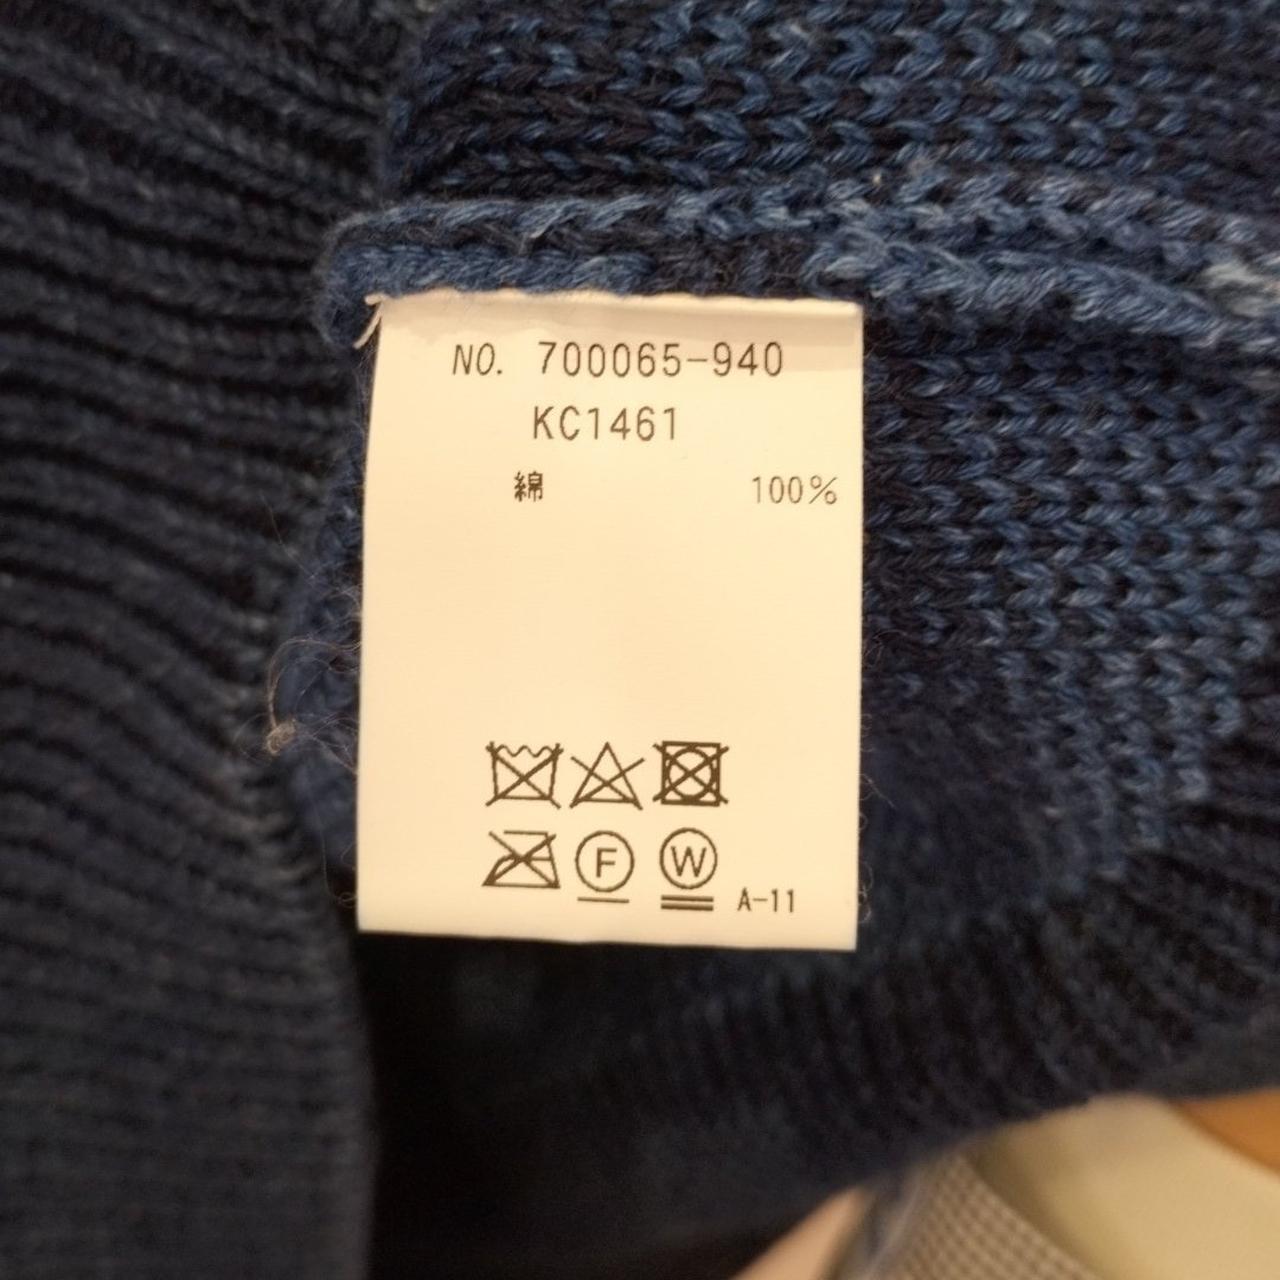 NO. 700065-940
KC1461
綿 100%
F W A-11